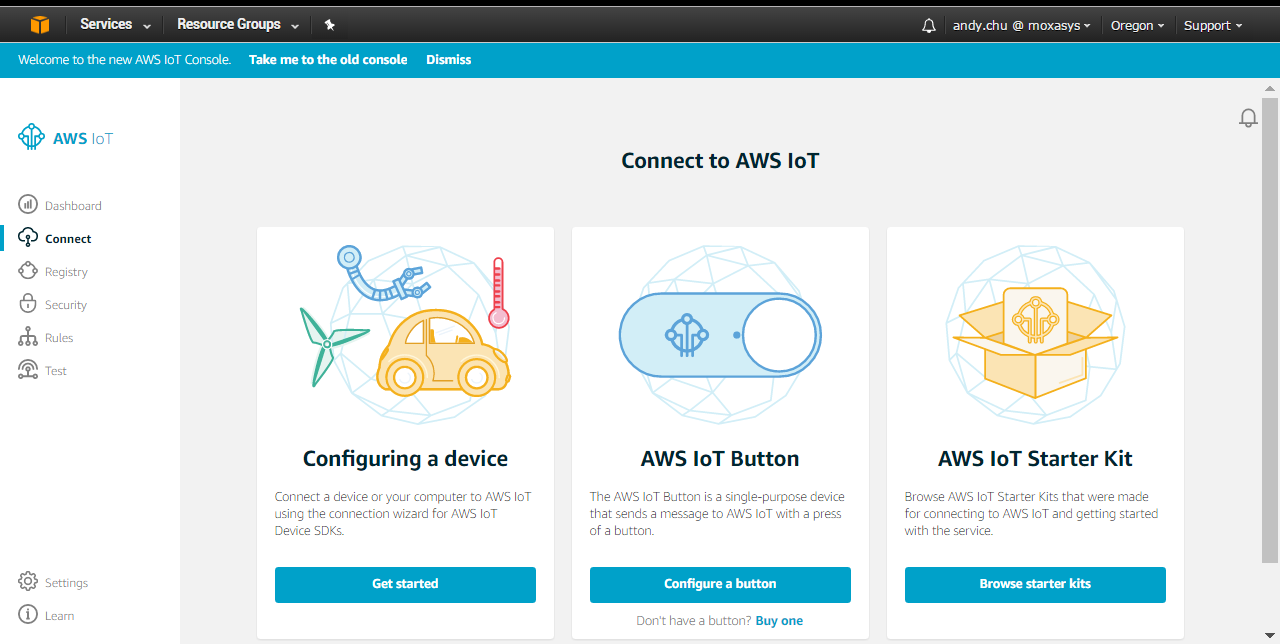 Services Resource Groups andy.chu @ moxasys Oregon Support
Welcome to the new AWS IoT Console. Take me to the old console Dismiss
AWS IoT
Dashboard
Connect
Registry
Security
Rules
Test
Settings
Learn
Connect to AWS IoT
Configuring a device
Connect a device or your computer to AWS IoT
using the connection wizard for AWS IoT
Device SDKs.
Get started
AWS IoT Button
The AWS IoT Button is a single-purpose device
that sends a message to AWS IoT with a press
of a button.
Configure a button
Don't have a button? Buy one
AWS IoT Starter Kit
Browse AWS IoT Starter Kits that were made
for connecting to AWS IoT and getting started
with the service.
Browse starter kits